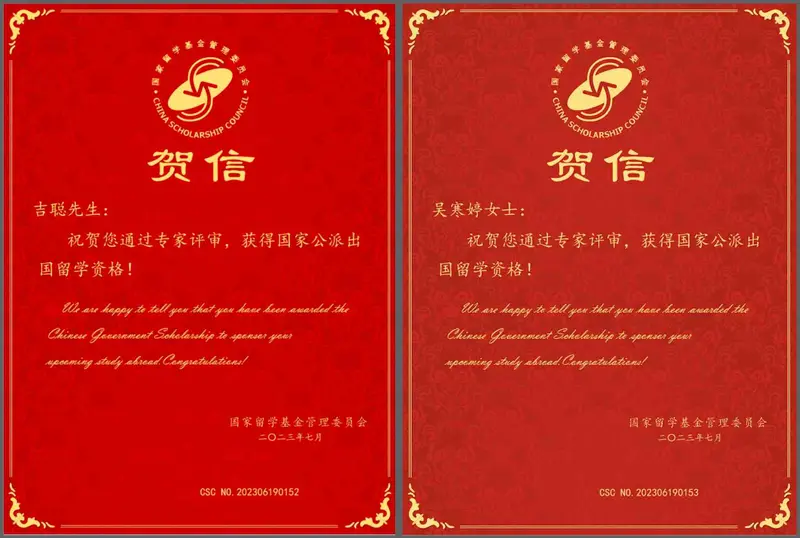 国家留学基金管理委员会
CHINA SCHOLARSHIP COUNCIL
贺信
吉聪先生：
祝贺您通过专家评审，获得国家公派出
国留学资格！
We are happy to tell you that you have been awarded the
Chinese Government Scholarship to sponsor your
upcoming study abroad.Congratulations!
国家留学基金管理委员会
二〇二三年七月
CSC NO.202306190152
国家留学基金管理委员会
CHINA SCHOLARSHIP COUNCIL
贺信
吴寒婷女士：
祝贺您通过专家评审，获得国家公派出
国留学资格！
We are happy to tell you that you have been awarded the
Chinese Government Scholarship to sponsor your
upcoming study abroad.Congratulations!
国家留学基金管理委员会
二〇二三年七月
CSC NO.202306190153